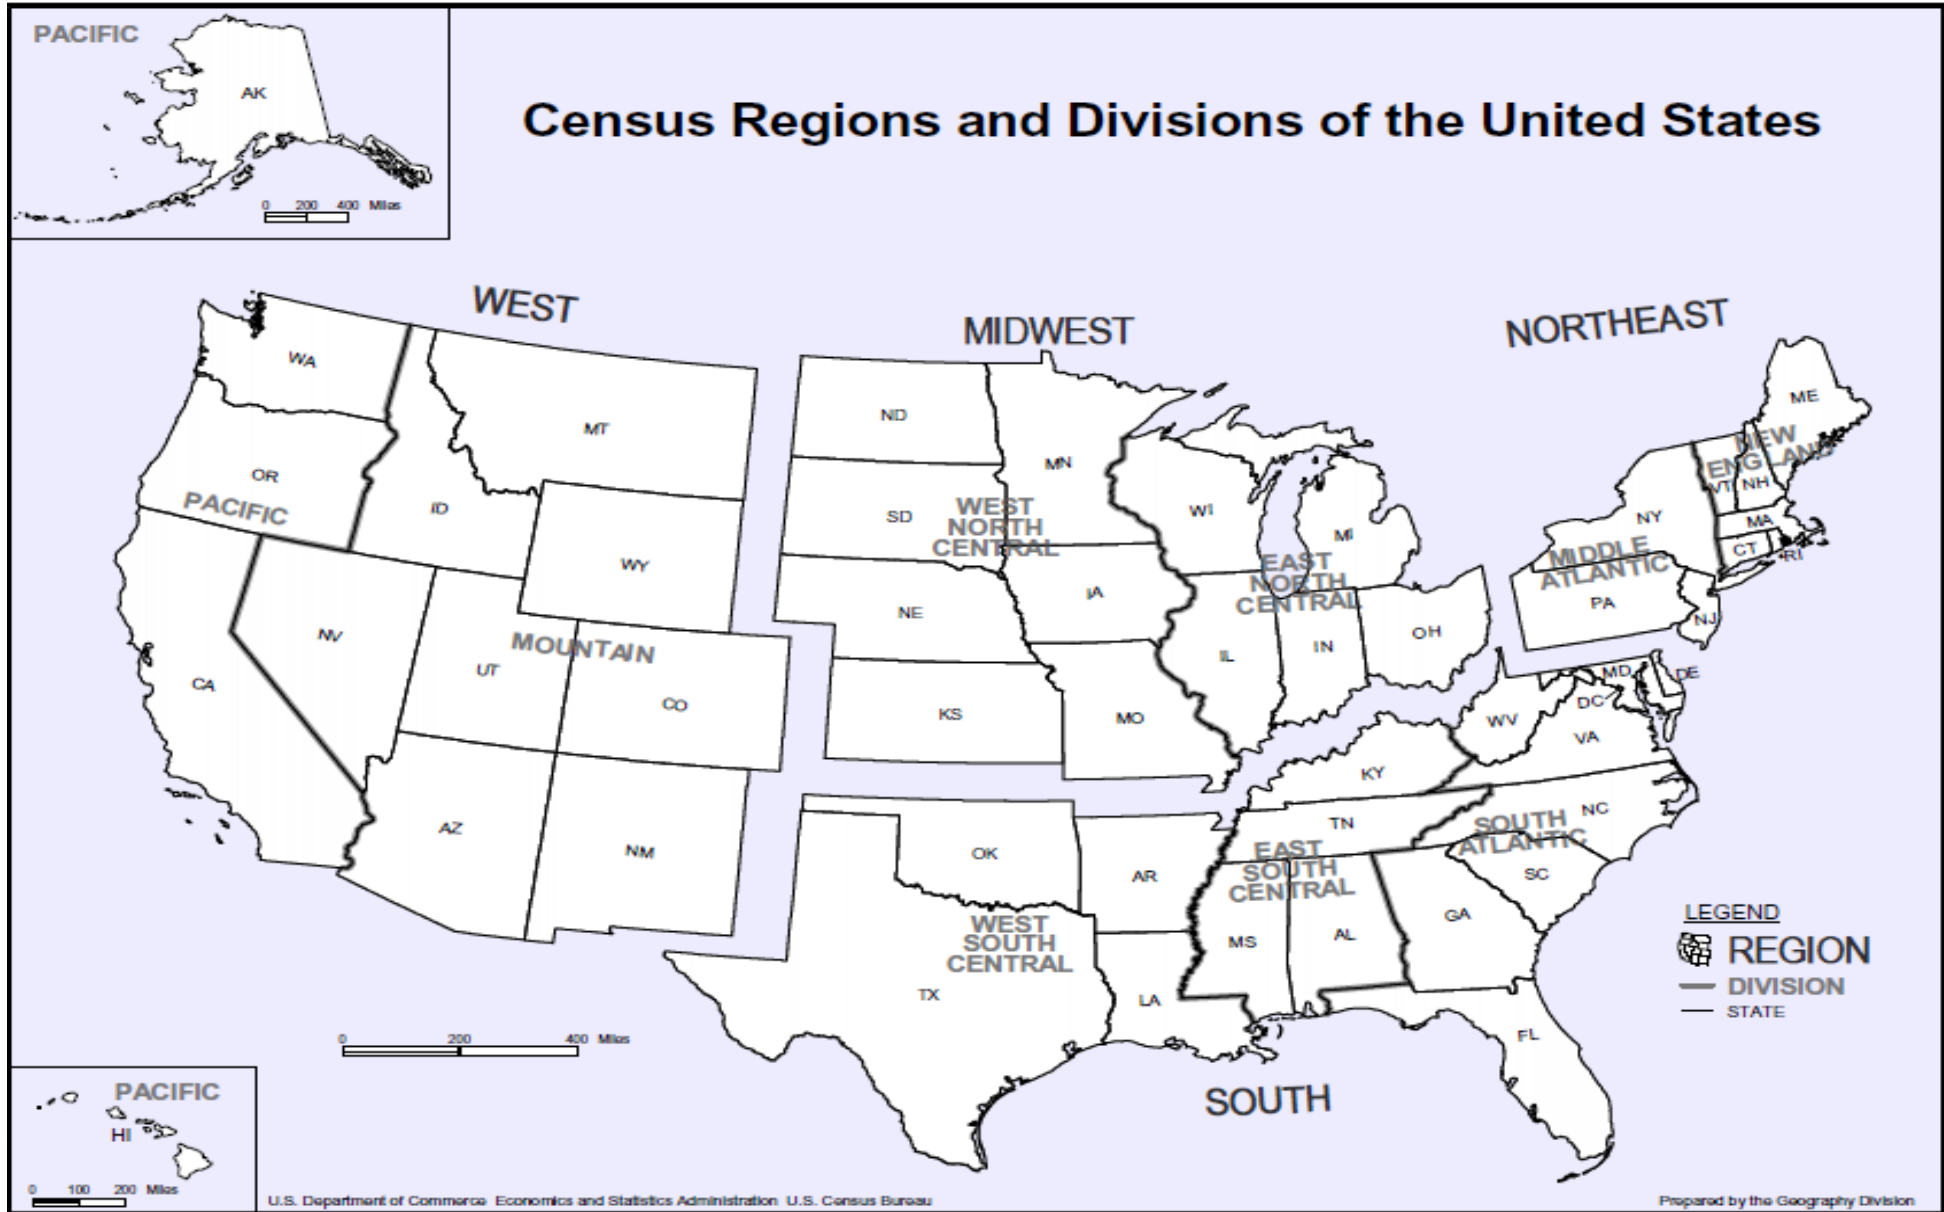 PACIFIC
AK
0 200 400 Miles
Census Regions and Divisions of the United States
WEST
MIDWEST
NORTHEAST
WA
MT
OR
PACIFIC
ID
WY
NV
MOUNTAIN
UT
CA
CO
AZ
NM
ND
MN
SD
WEST
NORTH
CENTRAL
NE
IA
KS
MO
WI
MI
EAST
NORTH
CENTRAL
IL
IN
OH
ME
NEW
ENGLAND
VT
NH
NY
MA
CT
RI
MIDDLE
ATLANTIC
PA
NJ
MD
DE
DC
WV
VA
KY
NC
TN
SOUTH
ATLANTIC
EAST
SOUTH
CENTRAL
SC
OK
AR
GA
MS
AL
WEST
SOUTH
CENTRAL
TX
LA
FL
SOUTH
LEGEND
REGION
DIVISION
STATE
0 200 400 Miles
PACIFIC
HI
0 100 200 Miles
U.S. Department of Commerce Economics and Statistics Administration U.S. Census Bureau
Prepared by the Geography Division